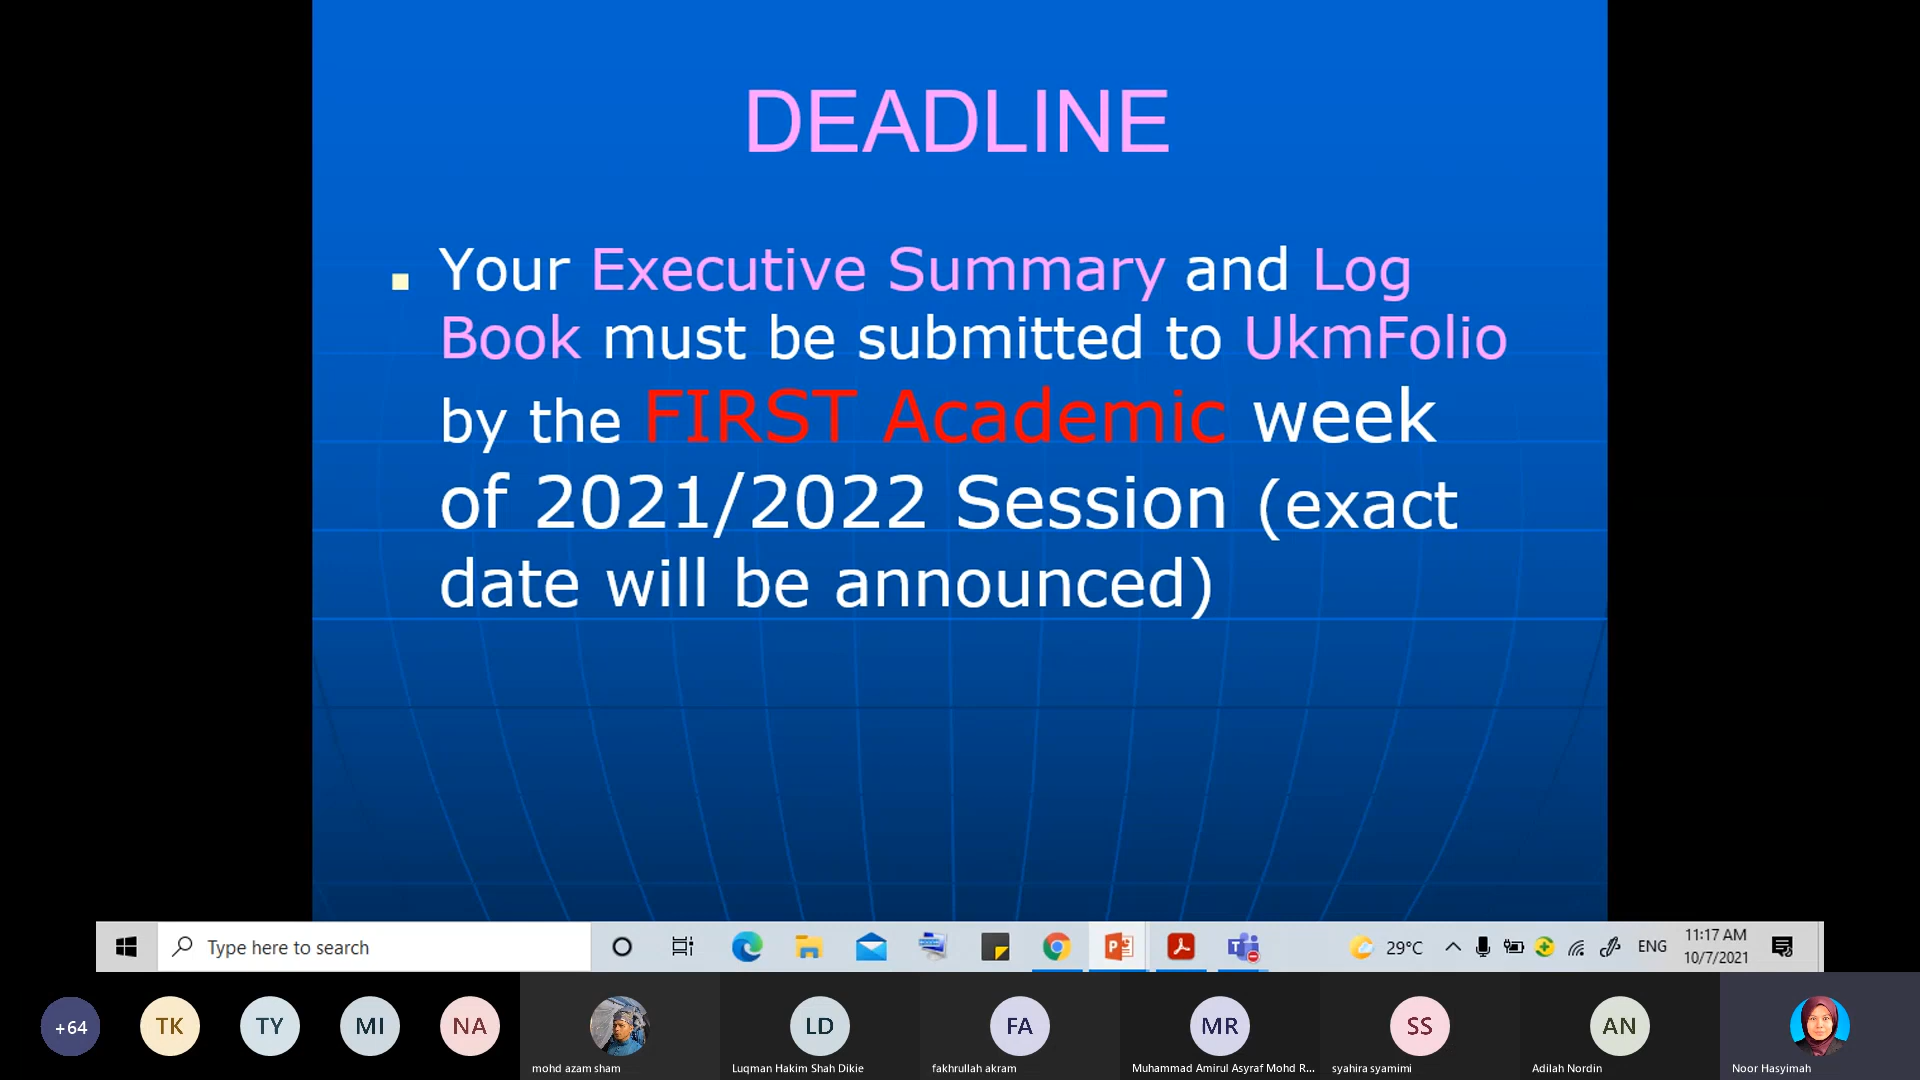 DEADLINE
Your Executive Summary and Log
Book must be submitted to UkmFolio
by the FIRST Academic week
of 2021/2022 Session (exact
date will be announced)
Type here to search
29°C
ENG
11:17 AM
10/7/2021
+64
TK
TY
MI
NA
LD
FA
MR
SS
AN
mohd azam sham
Luqman Hakim Shah Dikie
fakhrullah akram
Muhammad Amirul Asyraf Mohd R...
syahira syamimi
Adilah Nordin
Noor Hasyimah